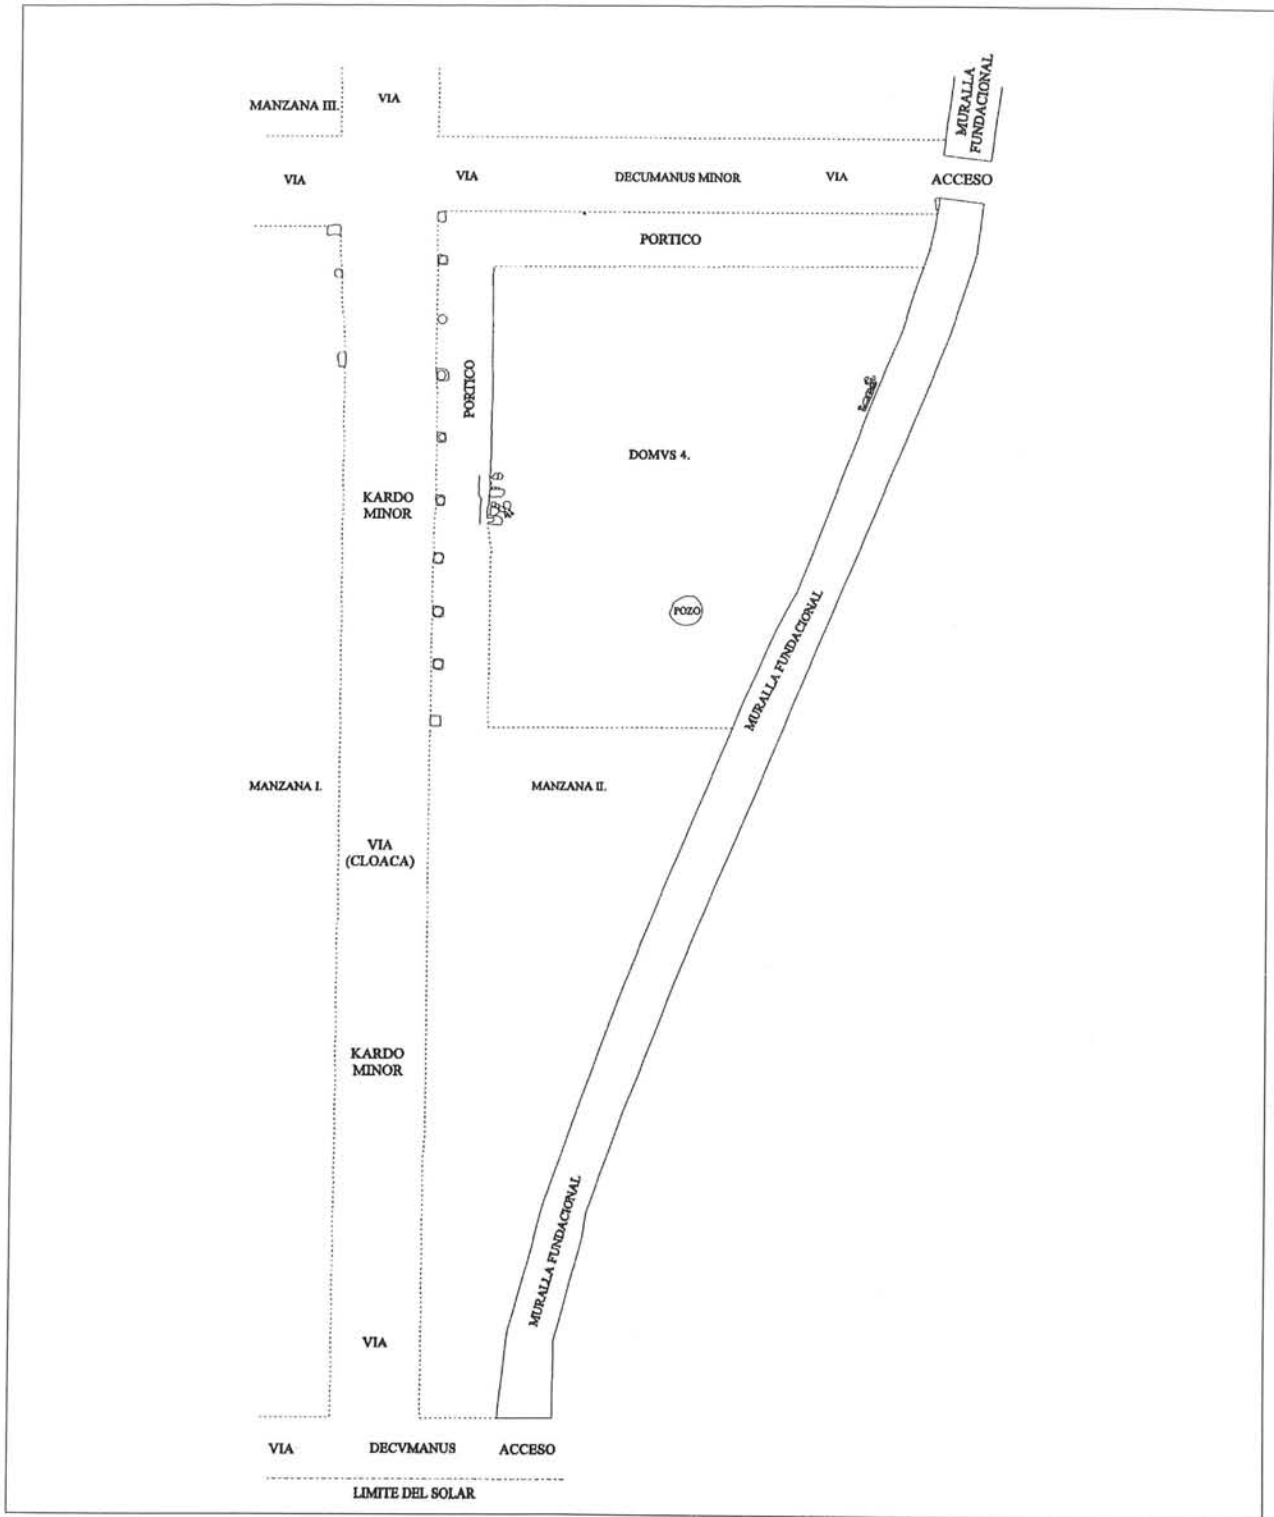 MURALLA
FUNDACIONAL
MANZANA III.
VIA
VIA
VIA
DECUMANUS MINOR
VIA
ACCESO
PORTICO
PORTICO
DOMVS 4.
KARDO
MINOR
POZO
MURALLA FUNDACIONAL
MANZANA I.
MANZANA II.
VIA
(CLOACA)
KARDO
MINOR
MURALLA FUNDACIONAL
VIA
VIA
DECVMANUS
ACCESO
LIMITE DEL SOLAR